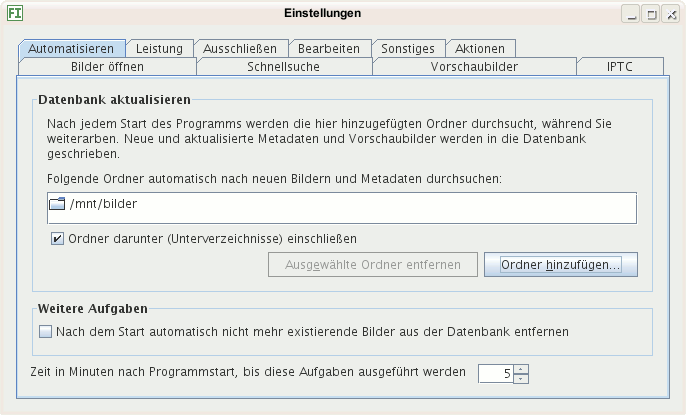 FI Einstellungen
Automatisieren Leistung Ausschließen Bearbeiten Sonstiges Aktionen
Bilder öffnen Schnellsuche Vorschaubilder IPTC
Datenbank aktualisieren
Nach jedem Start des Programms werden die hier hinzugefügten Ordner durchsucht, während Sie
weiterarben. Neue und aktualisierte Metadaten und Vorschaubilder werden in die Datenbank
geschrieben.
Folgende Ordner automatisch nach neuen Bildern und Metadaten durchsuchen:
/mnt/bilder
Ordner darunter (Unterverzeichnisse) einschließen
Ausgewählte Ordner entfernen Ordner hinzufügen...
Weitere Aufgaben
Nach dem Start automatisch nicht mehr existierende Bilder aus der Datenbank entfernen
Zeit in Minuten nach Programmstart, bis diese Aufgaben ausgeführt werden 5